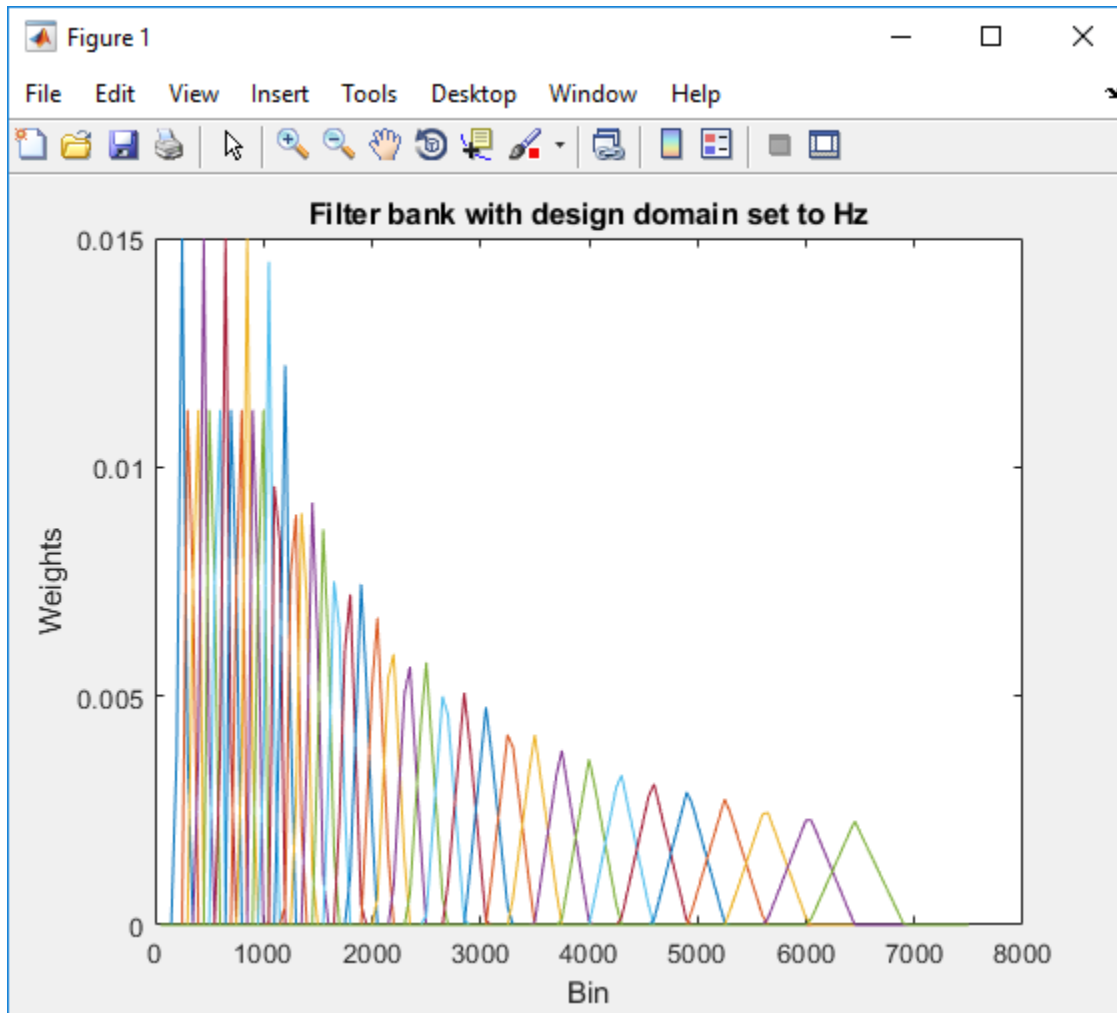 Figure 1
File Edit View Insert Tools Desktop Window Help
Filter bank with design domain set to Hz
0.015
0.01
0.005
0
Weights
0 1000 2000 3000 4000 5000 6000 7000 8000
Bin